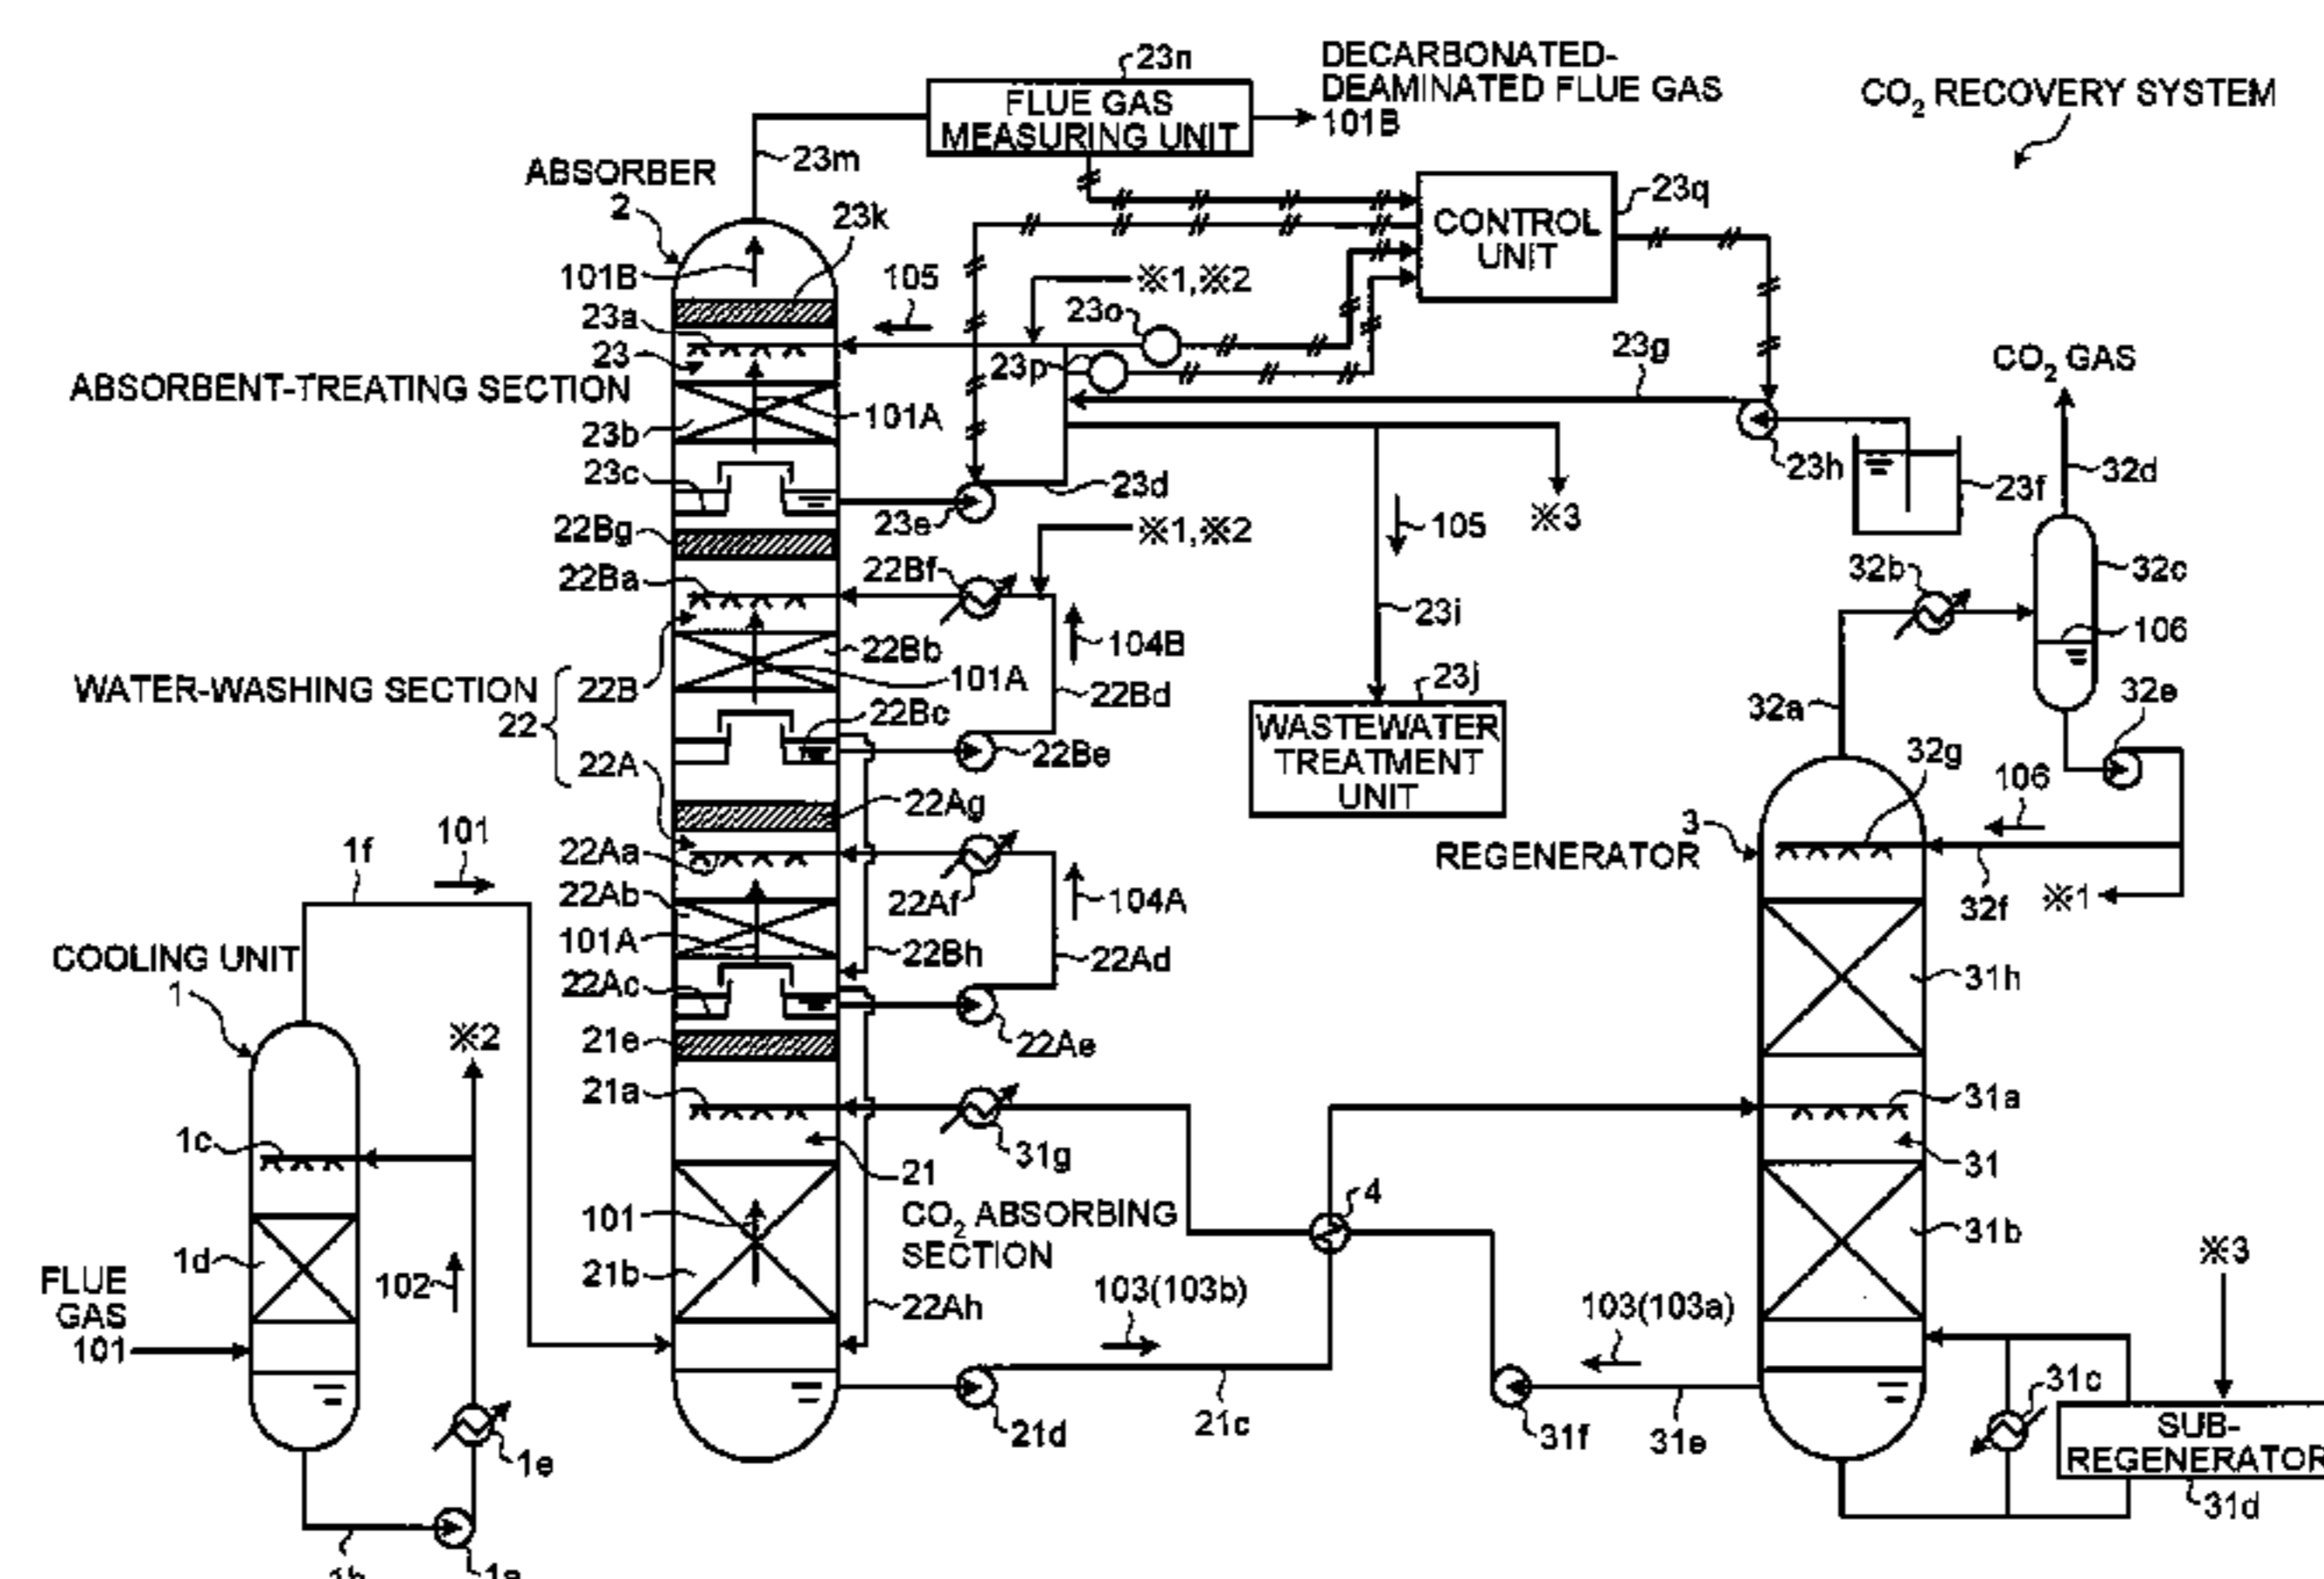 23n
FLUE GAS
MEASURING UNIT
DECARBONATED-
DEAMINATED FLUE GAS
101B
CO2 RECOVERY SYSTEM
23m
ABSORBER
2
23k
101B
105
※1,※2
CONTROL
UNIT
23q
23a
23
23o
23p
23g
CO2 GAS
ABSORBENT-TREATING SECTION
101A
23b
23c
23d
23e
23h
23f
32d
※3
105
22Bg
※1,※2
22Ba
22Bf
32b
32c
23i
106
104B
22Bb
101A
WATER-WASHING SECTION
22
22B
22A
22Bd
22Bc
22Be
23j
WASTEWATER
TREATMENT
UNIT
32a
32e
32g
106
22Ag
3
REGENERATOR
1f
101
22Aa
22Af
104A
32f
※1
22Ab
101A
22Bh
22Ad
COOLING UNIT
1
22Ac
31h
※2
21e
22Ae
21a
31a
1c
31g
21
31
4
101
CO2 ABSORBING
SECTION
31b
※3
1d
102
21b
FLUE
GAS
101
22Ah
103(103b)
103(103a)
31c
21d
21c
31f
31e
SUB-
REGENERATOR
31d
1e
1b
1a